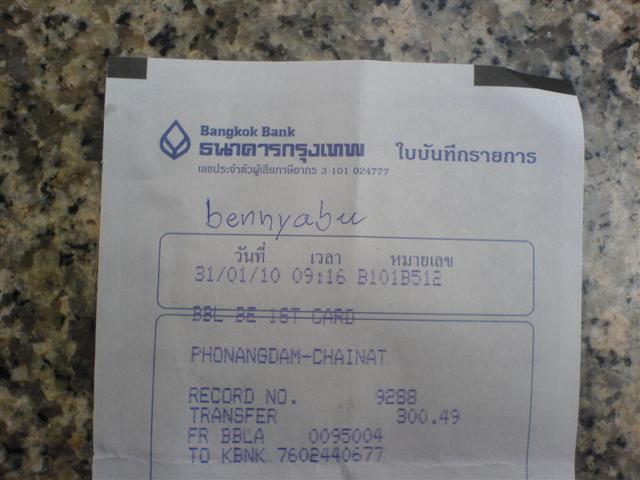 Bangkok Bank
ธนาคารกรุงเทพ ใบบันทึกรายการ
เลขประจำตัวผู้เสียภาษีอากร 3 101 024777
bennyabu
วันที่ เวลา หมายเลข
31/01/10 09:16 B101B512
BBL BE 1ST CARD
PHONANGDAM-CHAINAT
RECORD NO. 9288
TRANSFER 300.49
FR BBLA 0095004
TO KBNK 7602440677